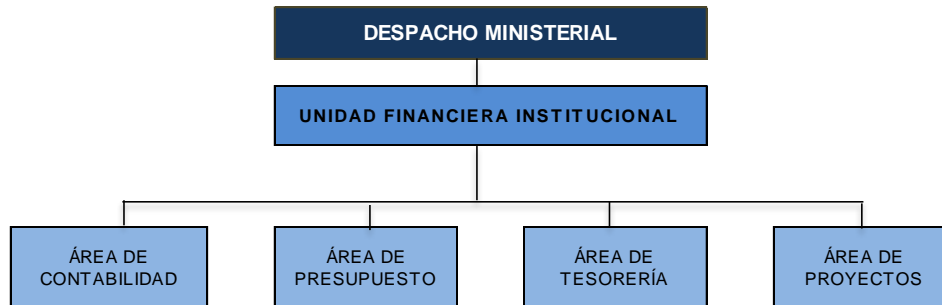 DESPACHO MINISTERIAL
UNIDAD FINANCIERA INSTITUCIONAL
ÁREA DE
CONTABILIDAD
ÁREA DE
PRESUPUESTO
ÁREA DE
TESORERÍA
ÁREA DE
PROYECTOS